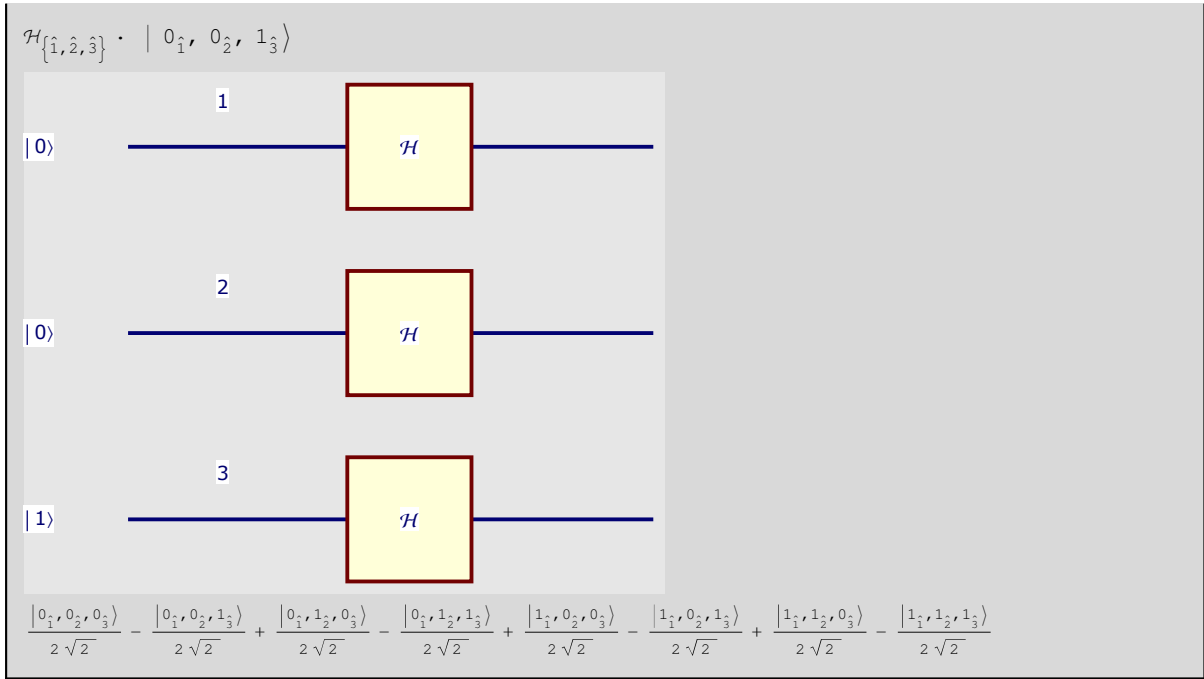 ℋ_{1̂,2̂,3̂} · | 0_1̂, 0_2̂, 1_3̂⟩
1
|0⟩ ℋ
2
|0⟩ ℋ
3
|1⟩ ℋ
|0_1̂,0_2̂,0_3̂⟩/(2√2) − |0_1̂,0_2̂,1_3̂⟩/(2√2) + |0_1̂,1_2̂,0_3̂⟩/(2√2) − |0_1̂,1_2̂,1_3̂⟩/(2√2) + |1_1̂,0_2̂,0_3̂⟩/(2√2) − |1_1̂,0_2̂,1_3̂⟩/(2√2) + |1_1̂,1_2̂,0_3̂⟩/(2√2) − |1_1̂,1_2̂,1_3̂⟩/(2√2)